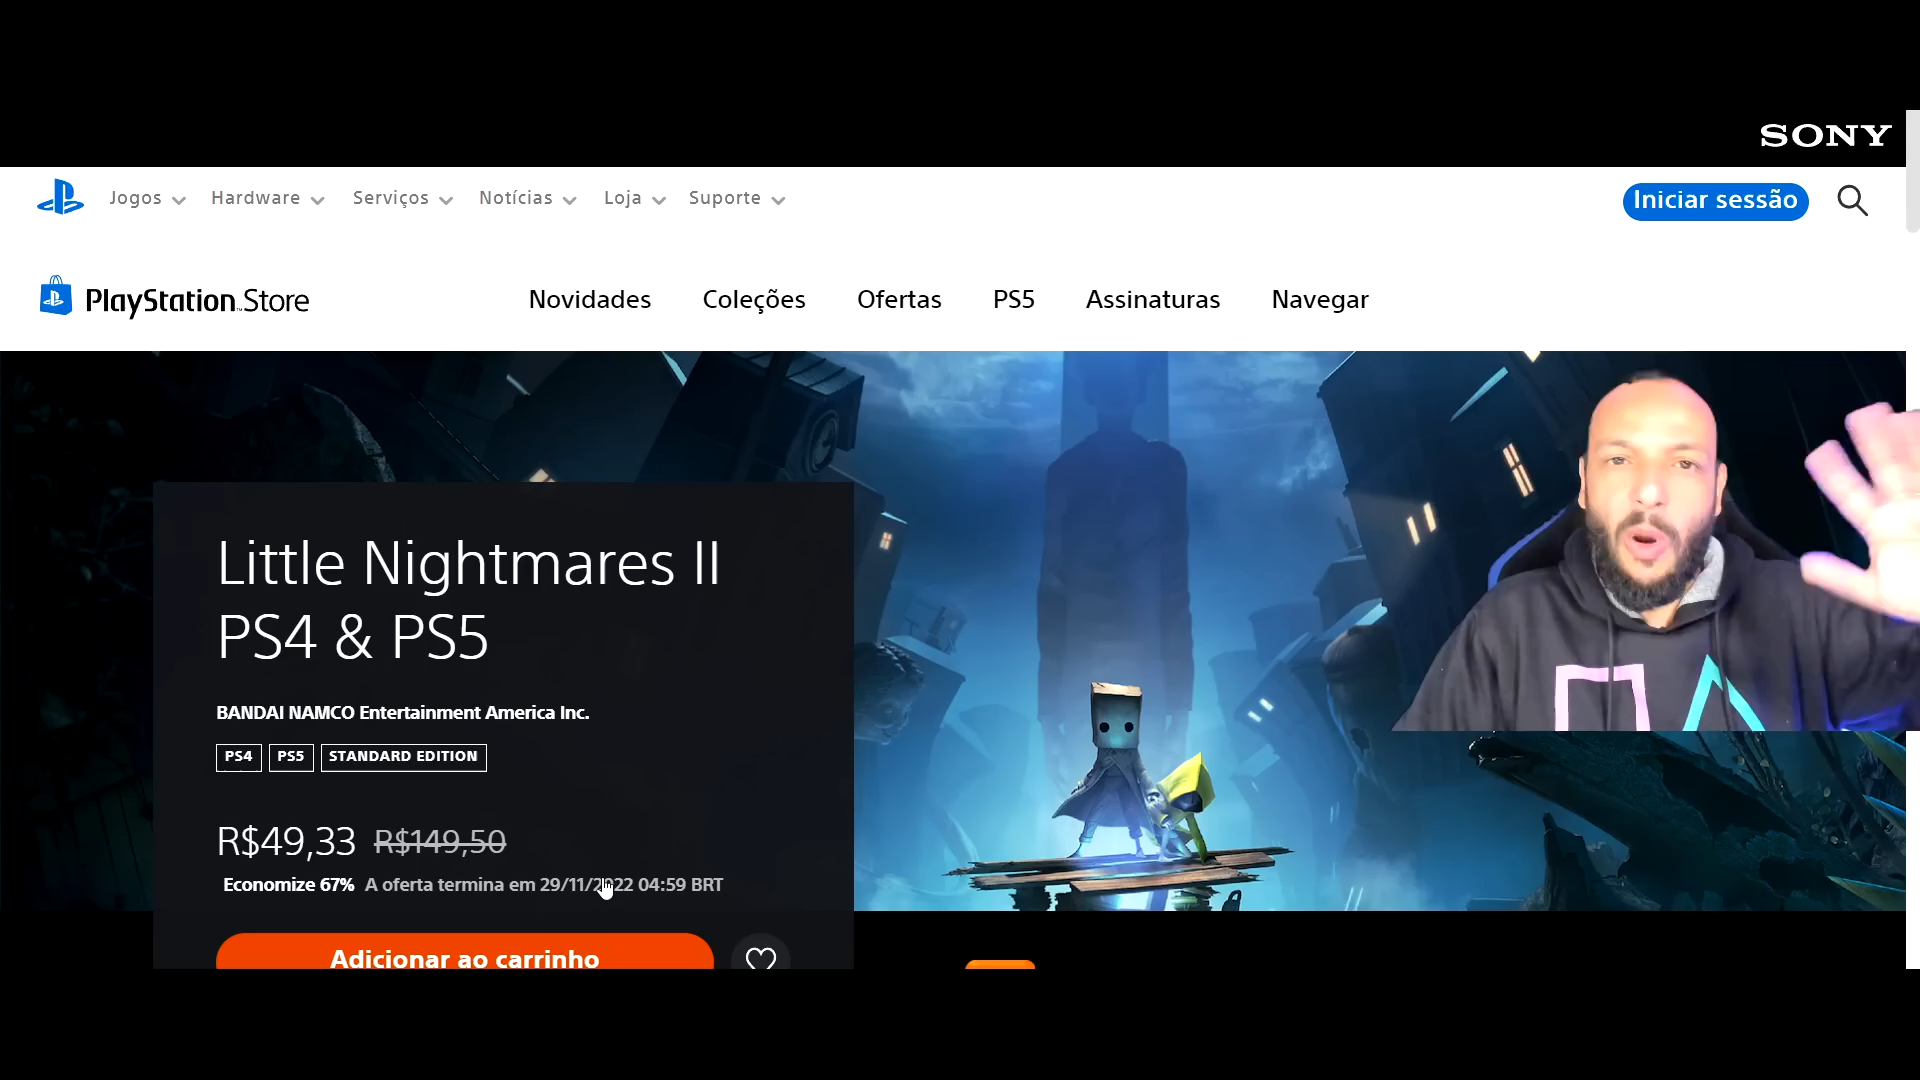 SONY
Jogos Hardware Serviços Notícias Loja Suporte Iniciar sessão
PlayStation Store Novidades Coleções Ofertas PS5 Assinaturas Navegar
Little Nightmares II
PS4 & PS5
BANDAI NAMCO Entertainment America Inc.
PS4 PS5 STANDARD EDITION
R$49,33 R$149,50
Economize 67% A oferta termina em 29/11/2022 04:59 BRT
Adicionar ao carrinho